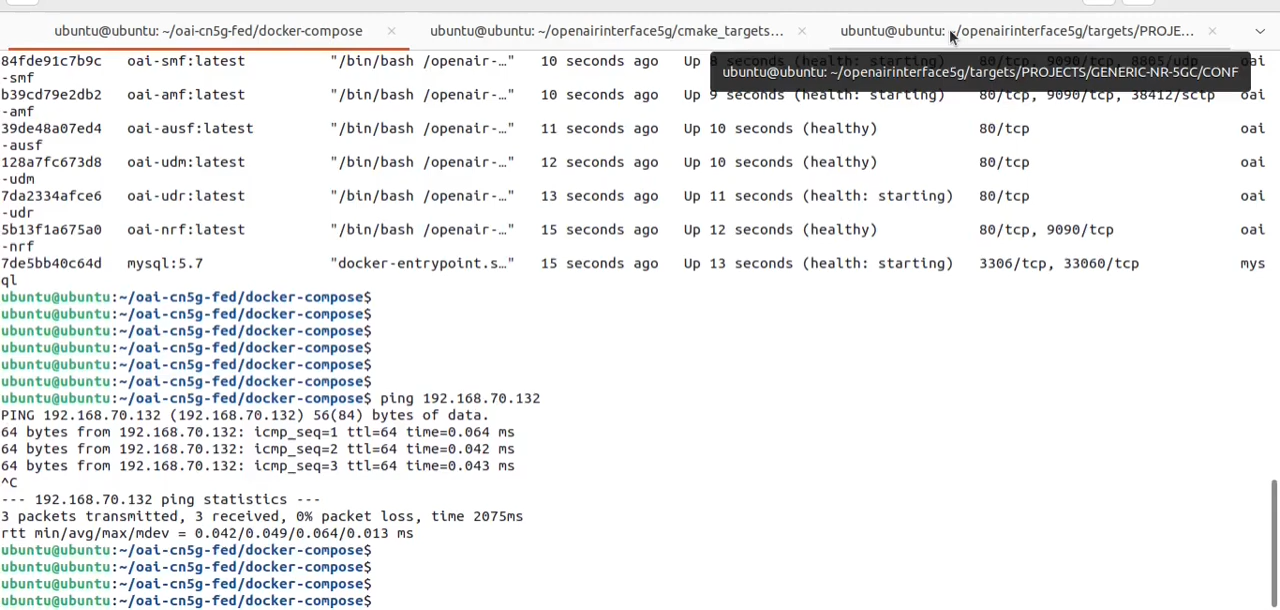 ubuntu@ubuntu: ~/oai-cn5g-fed/docker-compose × ubuntu@ubuntu: ~/openairinterface5g/cmake_targets... × ubuntu@ubuntu: ~/openairinterface5g/targets/PROJE... ×
84fde91c7b9c oai-smf:latest "/bin/bash /openair-…" 10 seconds ago Up 8 seconds (health: starting) 80/tcp, 9090/tcp, 8805/udp oai
ubuntu@ubuntu: ~/openairinterface5g/targets/PROJECTS/GENERIC-NR-5GC/CONF
-smf
b39cd79e2db2 oai-amf:latest "/bin/bash /openair-…" 10 seconds ago Up 9 seconds (health: starting) 80/tcp, 9090/tcp, 38412/sctp oai
-amf
39de48a07ed4 oai-ausf:latest "/bin/bash /openair-…" 11 seconds ago Up 10 seconds (healthy) 80/tcp oai
-ausf
128a7fc673d8 oai-udm:latest "/bin/bash /openair-…" 12 seconds ago Up 10 seconds (healthy) 80/tcp oai
-udm
7da2334afce6 oai-udr:latest "/bin/bash /openair-…" 13 seconds ago Up 11 seconds (health: starting) 80/tcp oai
-udr
5b13f1a675a0 oai-nrf:latest "/bin/bash /openair-…" 15 seconds ago Up 12 seconds (healthy) 80/tcp, 9090/tcp oai
-nrf
7de5bb40c64d mysql:5.7 "docker-entrypoint.s…" 15 seconds ago Up 13 seconds (health: starting) 3306/tcp, 33060/tcp mys
ql
ubuntu@ubuntu:~/oai-cn5g-fed/docker-compose$
ubuntu@ubuntu:~/oai-cn5g-fed/docker-compose$
ubuntu@ubuntu:~/oai-cn5g-fed/docker-compose$
ubuntu@ubuntu:~/oai-cn5g-fed/docker-compose$
ubuntu@ubuntu:~/oai-cn5g-fed/docker-compose$
ubuntu@ubuntu:~/oai-cn5g-fed/docker-compose$
ubuntu@ubuntu:~/oai-cn5g-fed/docker-compose$ ping 192.168.70.132
PING 192.168.70.132 (192.168.70.132) 56(84) bytes of data.
64 bytes from 192.168.70.132: icmp_seq=1 ttl=64 time=0.064 ms
64 bytes from 192.168.70.132: icmp_seq=2 ttl=64 time=0.042 ms
64 bytes from 192.168.70.132: icmp_seq=3 ttl=64 time=0.043 ms
^C
--- 192.168.70.132 ping statistics ---
3 packets transmitted, 3 received, 0% packet loss, time 2075ms
rtt min/avg/max/mdev = 0.042/0.049/0.064/0.013 ms
ubuntu@ubuntu:~/oai-cn5g-fed/docker-compose$
ubuntu@ubuntu:~/oai-cn5g-fed/docker-compose$
ubuntu@ubuntu:~/oai-cn5g-fed/docker-compose$
ubuntu@ubuntu:~/oai-cn5g-fed/docker-compose$